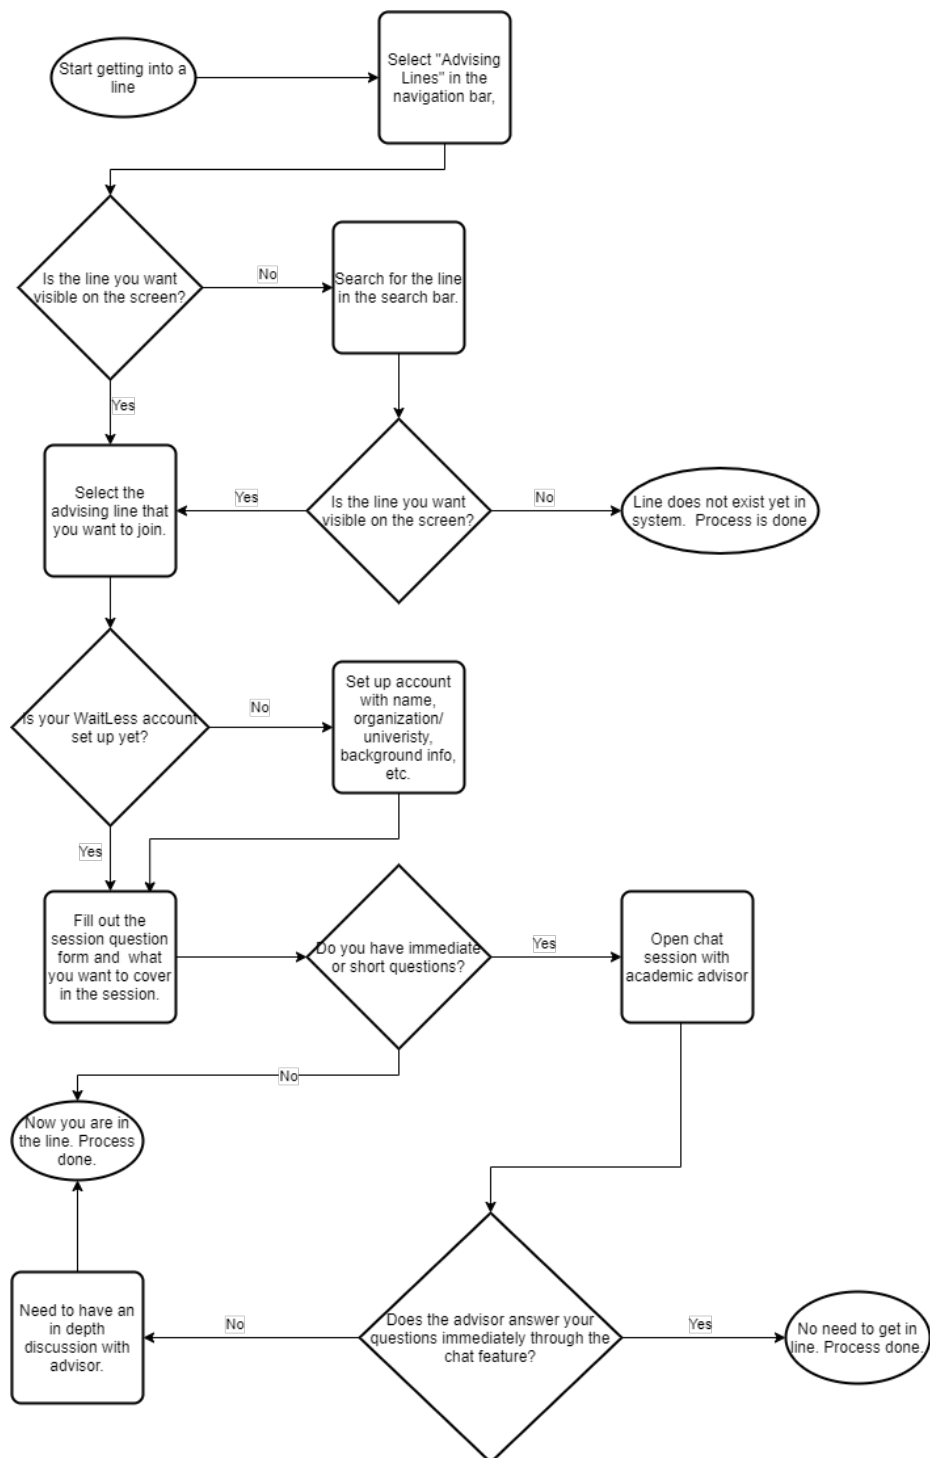 Start getting into a
line
Select "Advising
Lines" in the
navigation bar,
Is the line you want
visible on the screen?
No
Search for the line
in the search bar.
Yes
Select the
advising line that
you want to join.
Yes
Is the line you want
visible on the screen?
No
Line does not exist yet in
system. Process is done
Is your WaitLess account
set up yet?
No
Set up account
with name,
organization/
univeristy,
background info,
etc.
Yes
Fill out the
session question
form and what
you want to cover
in the session.
Do you have immediate
or short questions?
Yes
Open chat
session with
academic advisor
No
Now you are in
the line. Process
done.
Need to have an
in depth
discussion with
advisor.
No
Does the advisor answer your
questions immediately through the
chat feature?
Yes
No need to get in
line. Process done.